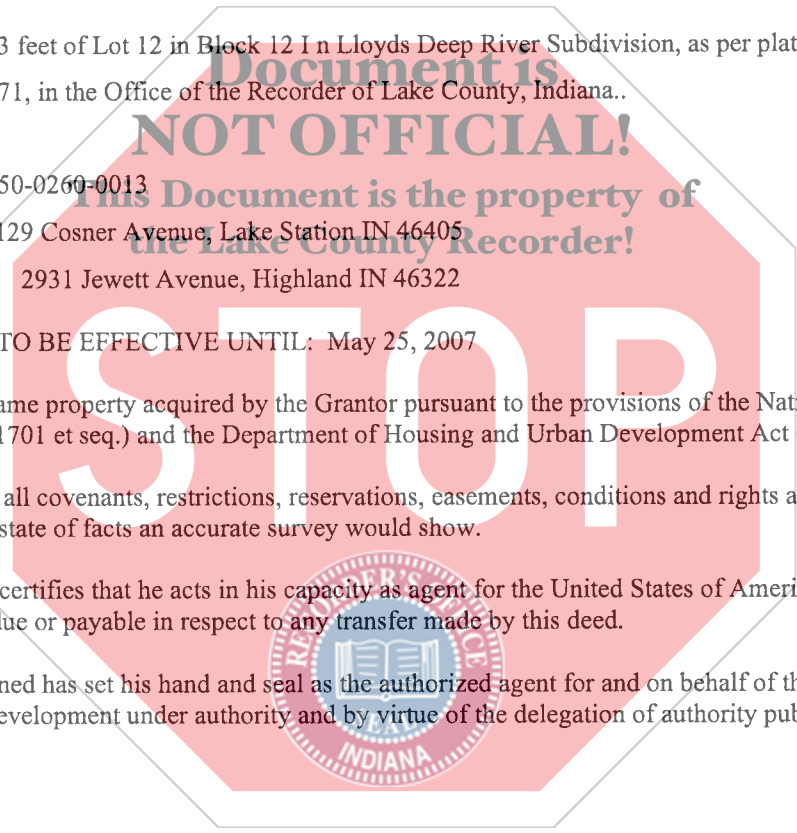 3 feet of Lot 12 in Block 12 I n Lloyds Deep River Subdivision, as per plat
Document is
71, in the Office of the Recorder of Lake County, Indiana..
NOT OFFICIAL!
50-0260-0013
This Document is the property of
129 Cosner Avenue, Lake Station IN 46405
the Lake County Recorder!
2931 Jewett Avenue, Highland IN 46322
STOP
TO BE EFFECTIVE UNTIL: May 25, 2007
ame property acquired by the Grantor pursuant to the provisions of the Nati
1701 et seq.) and the Department of Housing and Urban Development Act
all covenants, restrictions, reservations, easements, conditions and rights a
state of facts an accurate survey would show.
certifies that he acts in his capacity as agent for the United States of Ameri
lue or payable in respect to any transfer made by this deed.
RECORDER'S OFFICE
ned has set his hand and seal as the authorized agent for and on behalf of th
evelopment under authority and by virtue of the delegation of authority pub
SEAL
INDIANA